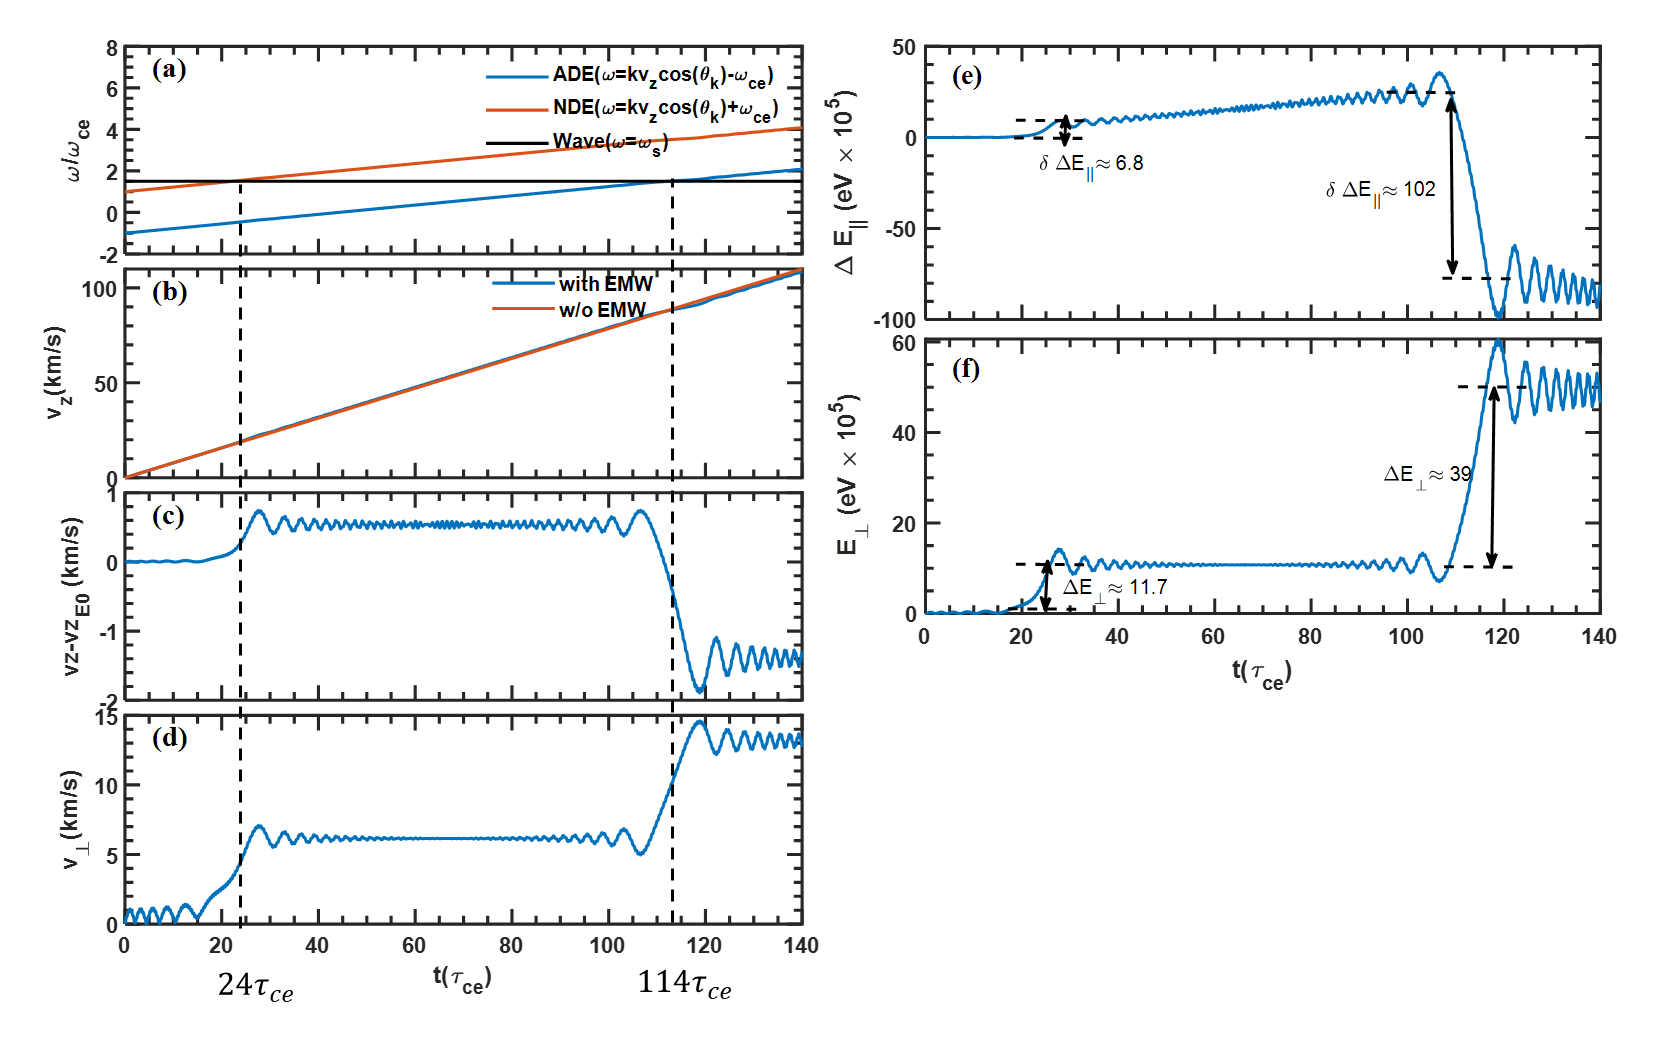 (a)
ADE(ω=kv_z cos(θ_k)-ω_ce)
NDE(ω=kv_z cos(θ_k)+ω_ce)
Wave(ω=ω_s)
ω/ω_ce
8
6
4
2
0
-2
(b)
with EMW
w/o EMW
v_z(km/s)
100
50
0
(c)
vz-vz_E0 (km/s)
1
0
-1
-2
(d)
v_⊥(km/s)
15
10
5
0
0 20 40 60 80 100 120 140
t(τ_ce)
24τ_ce
114τ_ce
(e)
Δ E_∥ (eV × 10^5)
50
0
-50
-100
δ ΔE_∥≈ 6.8
δ ΔE_∥≈ 102
(f)
E_⊥ (eV × 10^5)
60
40
20
0
ΔE_⊥≈ 11.7
ΔE_⊥≈ 39
0 20 40 60 80 100 120 140
t(τ_ce)